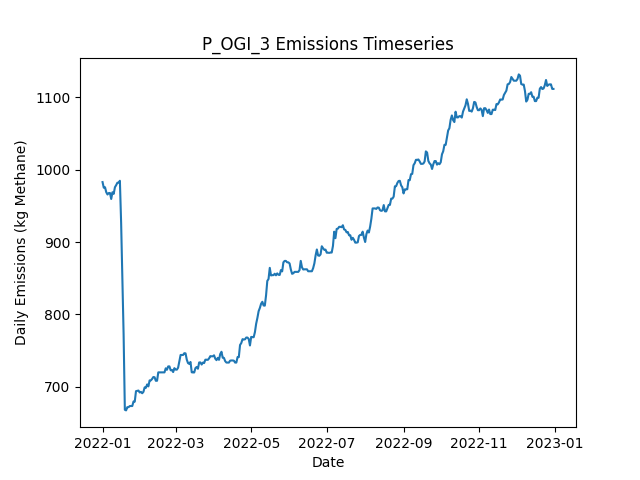 P_OGI_3 Emissions Timeseries
Daily Emissions (kg Methane)
1100
1000
900
800
700
2022-01 2022-03 2022-05 2022-07 2022-09 2022-11 2023-01
Date